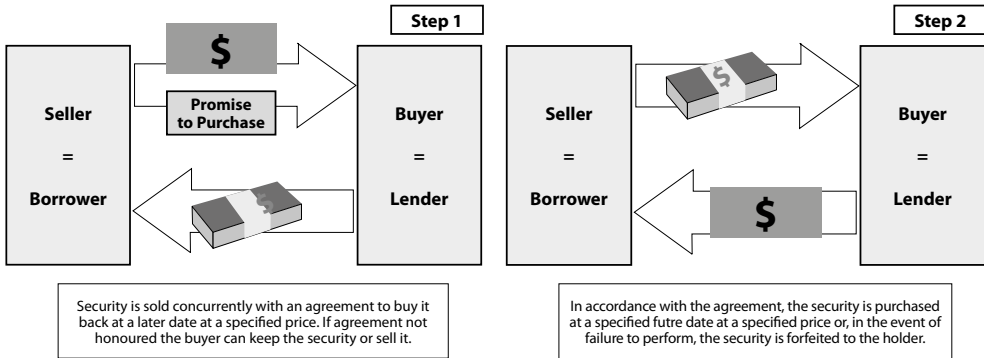 Step 1
$
Seller
=
Borrower
Promise
to Purchase
Buyer
=
Lender
$
Security is sold concurrently with an agreement to buy it
back at a later date at a specified price. If agreement not
honoured the buyer can keep the security or sell it.
Step 2
$
Seller
=
Borrower
Buyer
=
Lender
$
In accordance with the agreement, the security is purchased
at a specified futre date at a specified price or, in the event of
failure to perform, the security is forfeited to the holder.